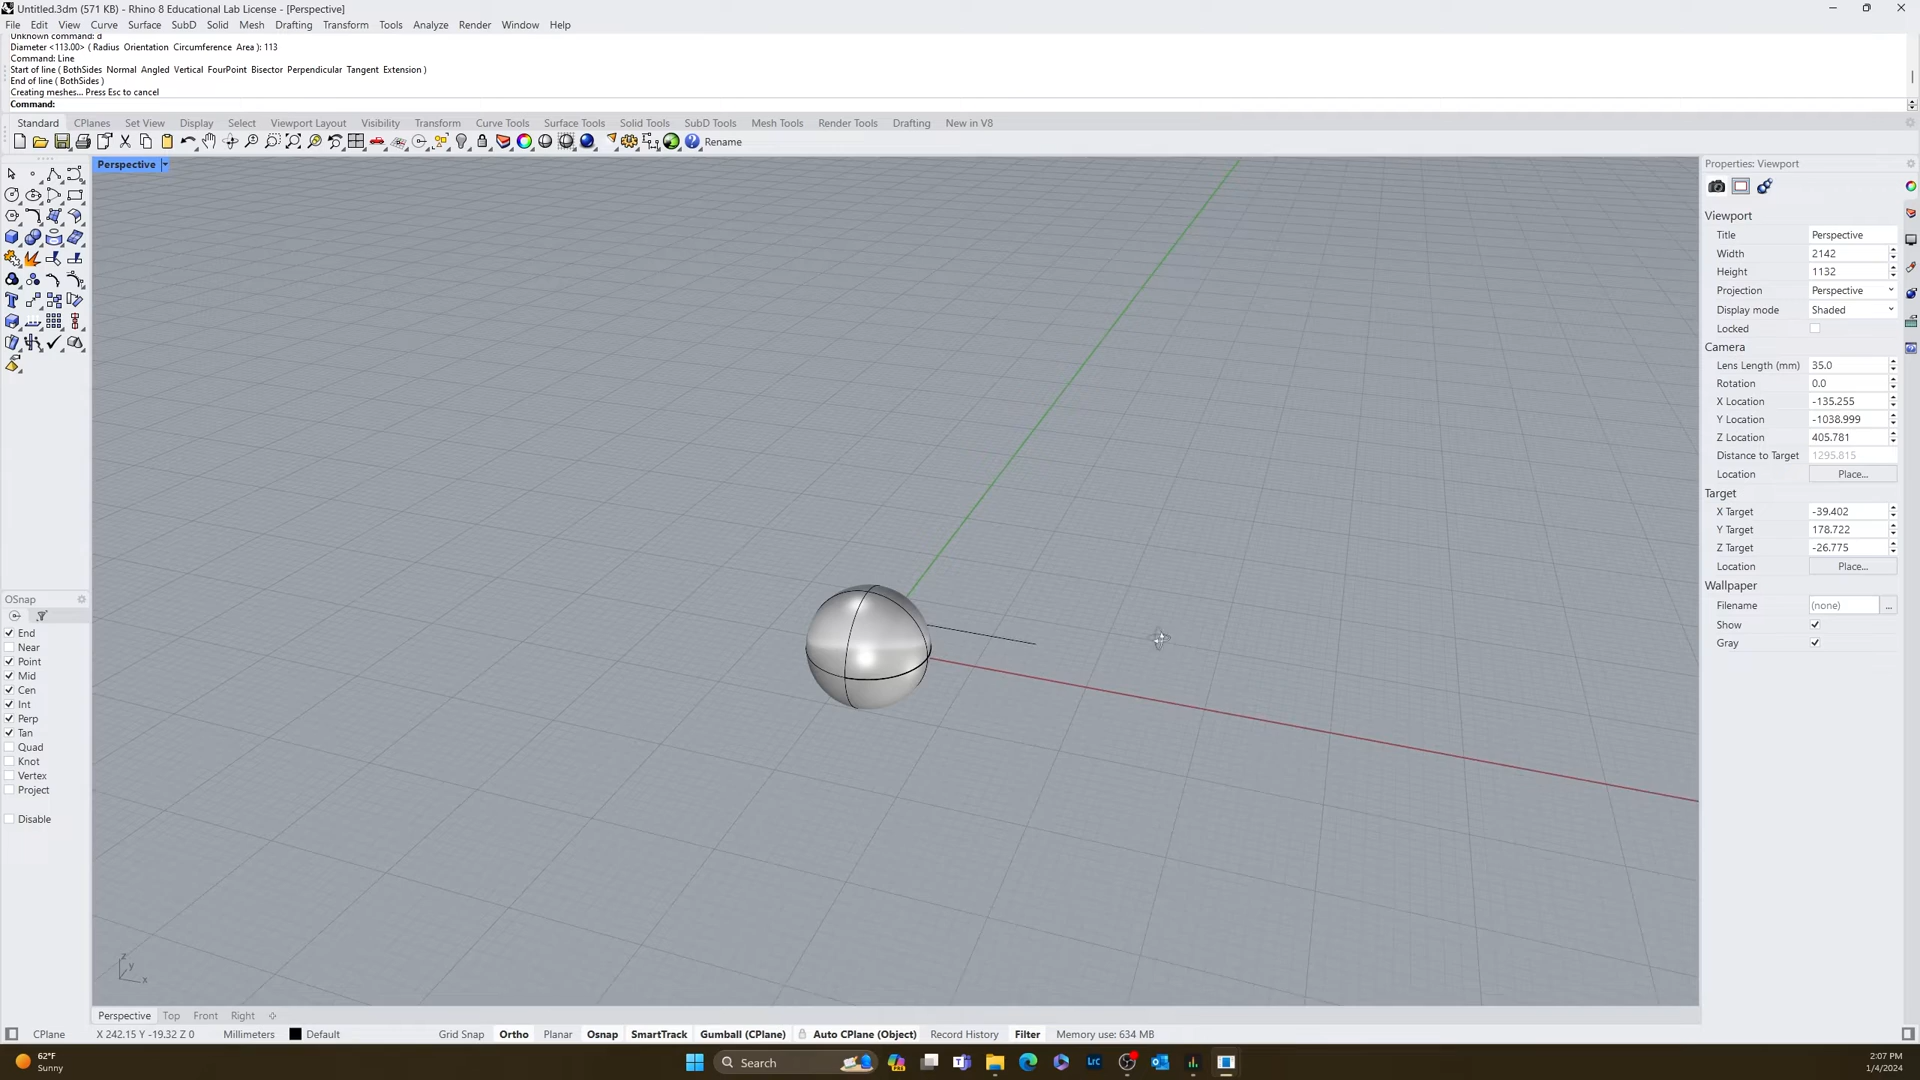 Untitled.3dm (571 KB) - Rhino 8 Educational Lab License - [Perspective]
File Edit View Curve Surface SubD Solid Mesh Drafting Transform Tools Analyze Render Window Help
Unknown command: d
Diameter <113.00> ( Radius Orientation Circumference Area ): 113
Command: Line
Start of line ( BothSides Normal Angled Vertical FourPoint Bisector Perpendicular Tangent Extension )
End of line ( BothSides )
Creating meshes... Press Esc to cancel
Command:
Standard CPlanes Set View Display Select Viewport Layout Visibility Transform Curve Tools Surface Tools Solid Tools SubD Tools Mesh Tools Render Tools Drafting New in V8
Rename
Perspective
Properties: Viewport
Viewport
Title Perspective
Width 2142
Height 1132
Projection Perspective
Display mode Shaded
Locked
Camera
Lens Length (mm) 35.0
Rotation 0.0
X Location -135.255
Y Location -1038.999
Z Location 405.781
Distance to Target 1295.815
Location Place...
Target
X Target -39.402
Y Target 178.722
Z Target -26.775
Location Place...
Wallpaper
Filename (none) ...
Show
Gray
OSnap
End
Near
Point
Mid
Cen
Int
Perp
Tan
Quad
Knot
Vertex
Project
Disable
z
y
x
Perspective Top Front Right
CPlane X 242.15 Y -19.32 Z 0 Millimeters Default Grid Snap Ortho Planar Osnap SmartTrack Gumball (CPlane) Auto CPlane (Object) Record History Filter Memory use: 634 MB
62°F
Sunny
Search
LrC
2:07 PM
1/4/2024